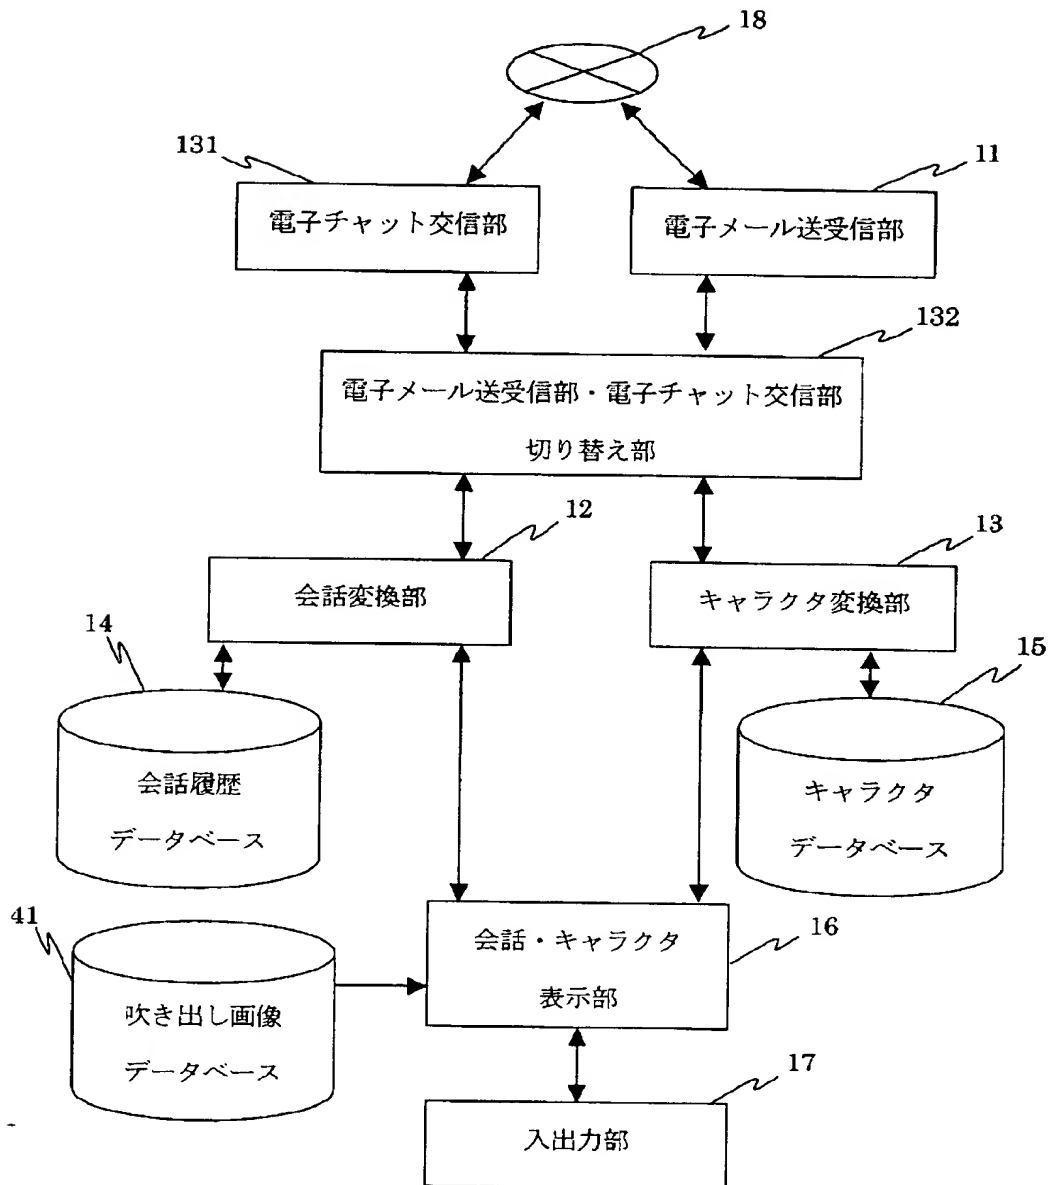 18
131
11
電子チャット交信部
電子メール送受信部
132
電子メール送受信部・電子チャット交信部
切り替え部
12
13
会話変換部
キャラクタ変換部
14
15
会話履歴
データベース
キャラクタ
データベース
41
16
会話・キャラクタ
表示部
吹き出し画像
データベース
17
入出力部